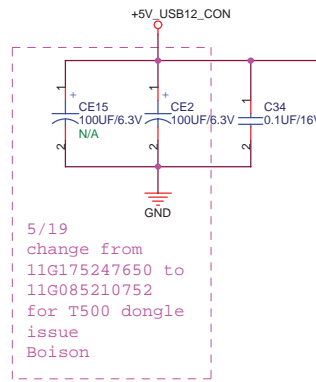 +5V_USB12_CON
1
1
1
+
+
CE15
CE2
C34
100UF/6.3V
100UF/6.3V
0.1UF/16V
N/A
2
2
2
GND
5/19
change from
11G175247650 to
11G085210752
for T500 dongle
issue
Boison